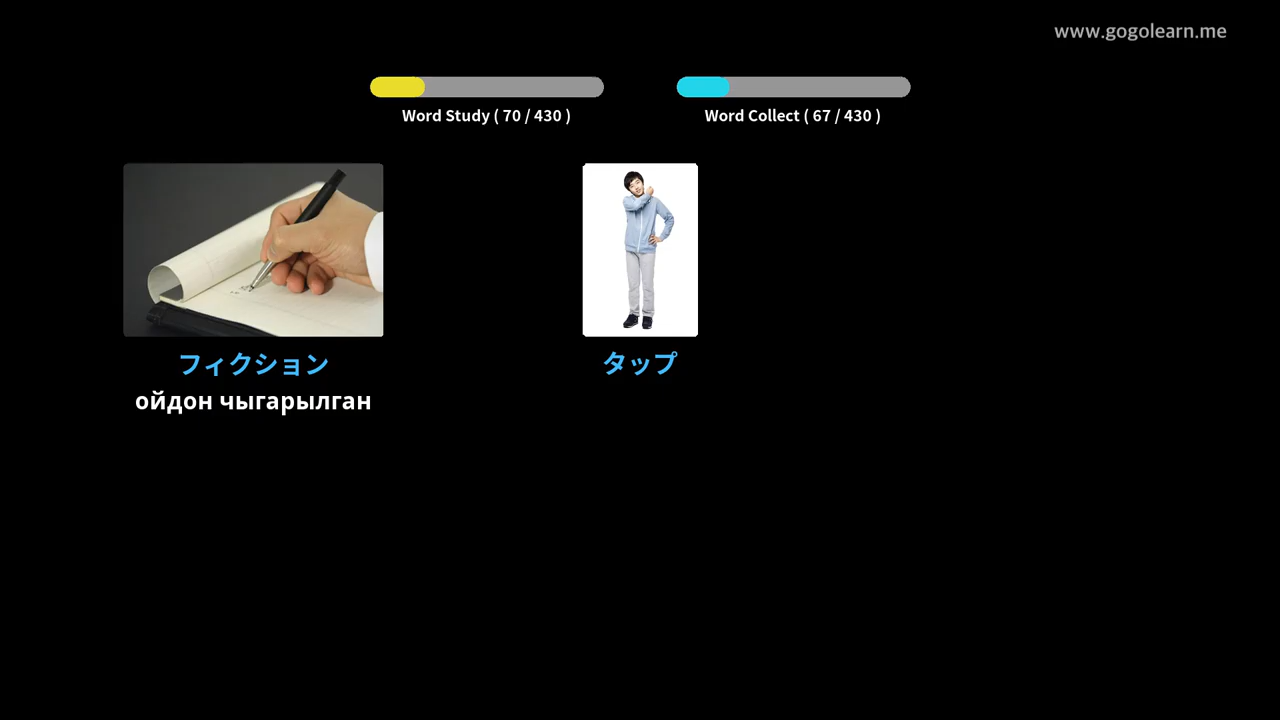 www.gogolearn.me
Word Study ( 70 / 430 )
Word Collect ( 67 / 430 )
フィクション
ойдон чыгарылган
タップ